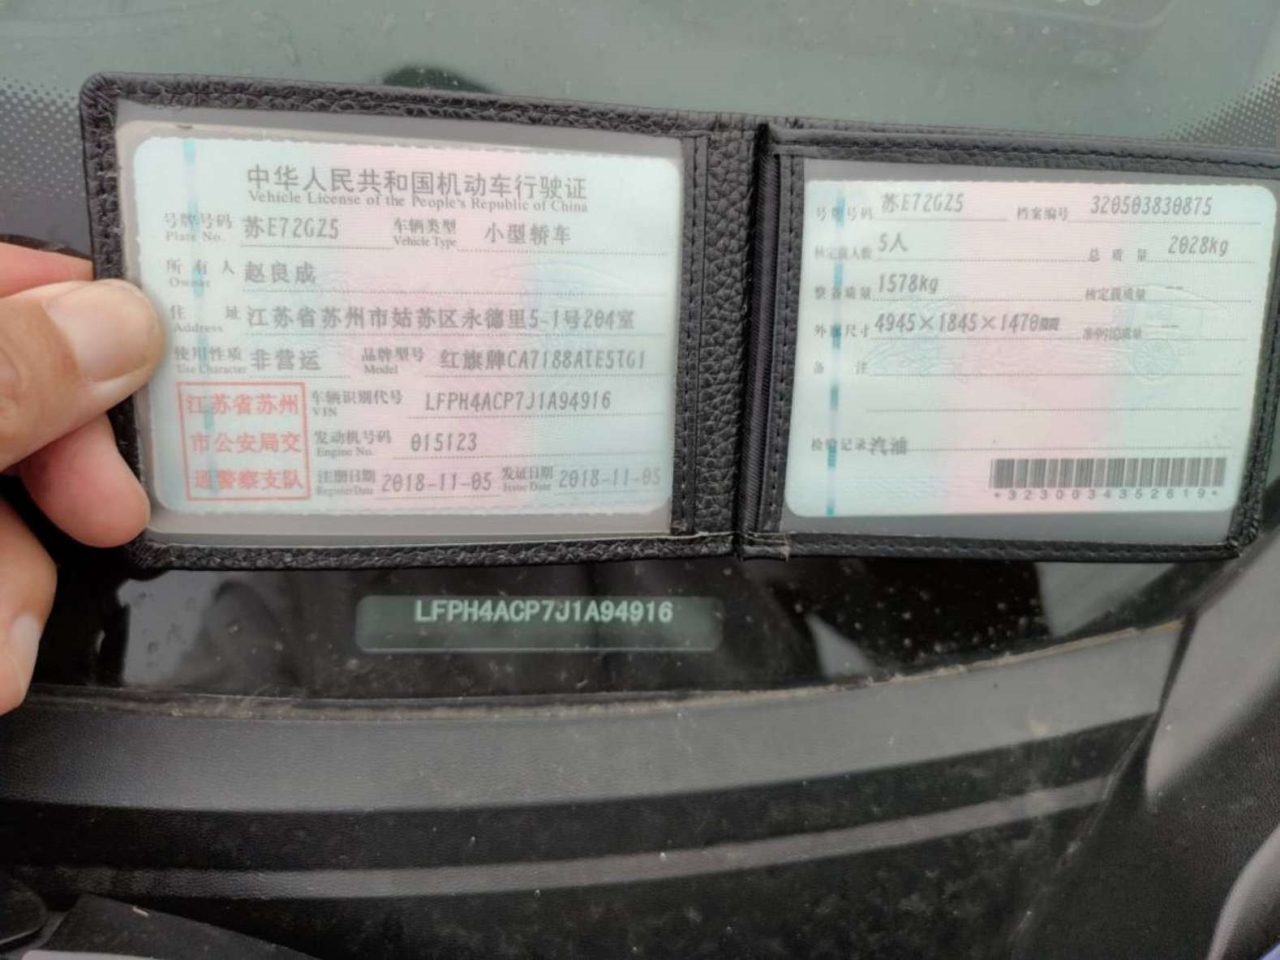 中华人民共和国机动车行驶证
Vehicle License of the People's Republic of China
号牌号码 苏E72GZ5 车辆类型 小型轿车
Plate No. Vehicle Type
所有人 赵良成
Owner
住址 江苏省苏州市姑苏区永德里5-1号204室
Address
使用性质 非营运 品牌型号 红旗牌CA7188ATE5TG1
Use Character Model
江苏省苏州
市公安局交
通警察支队
车辆识别代号 LFPH4ACP7J1A94916
VIN
发动机号码 015123
Engine No.
注册日期 2018-11-05 发证日期 2018-11-05
Register Date Issue Date
号牌号码 苏E72GZ5 档案编号 320503830875
核定载人数 5人 总质量 2028kg
整备质量 1578kg 核定载质量 --
外廓尺寸 4945×1845×1470 --
备注
检验记录 汽油
*3230034352619*
LFPH4ACP7J1A94916